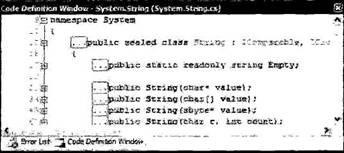 Code Definition Window - System.String (System.String.cs)
namespace System
{
...public sealed class String : IComparable,
{
...public static readonly string Empty;
...public String(char* value);
...public String(char[] value);
...public String(sbyte* value);
...public String(char c, int count);
Error List Code Definition Window